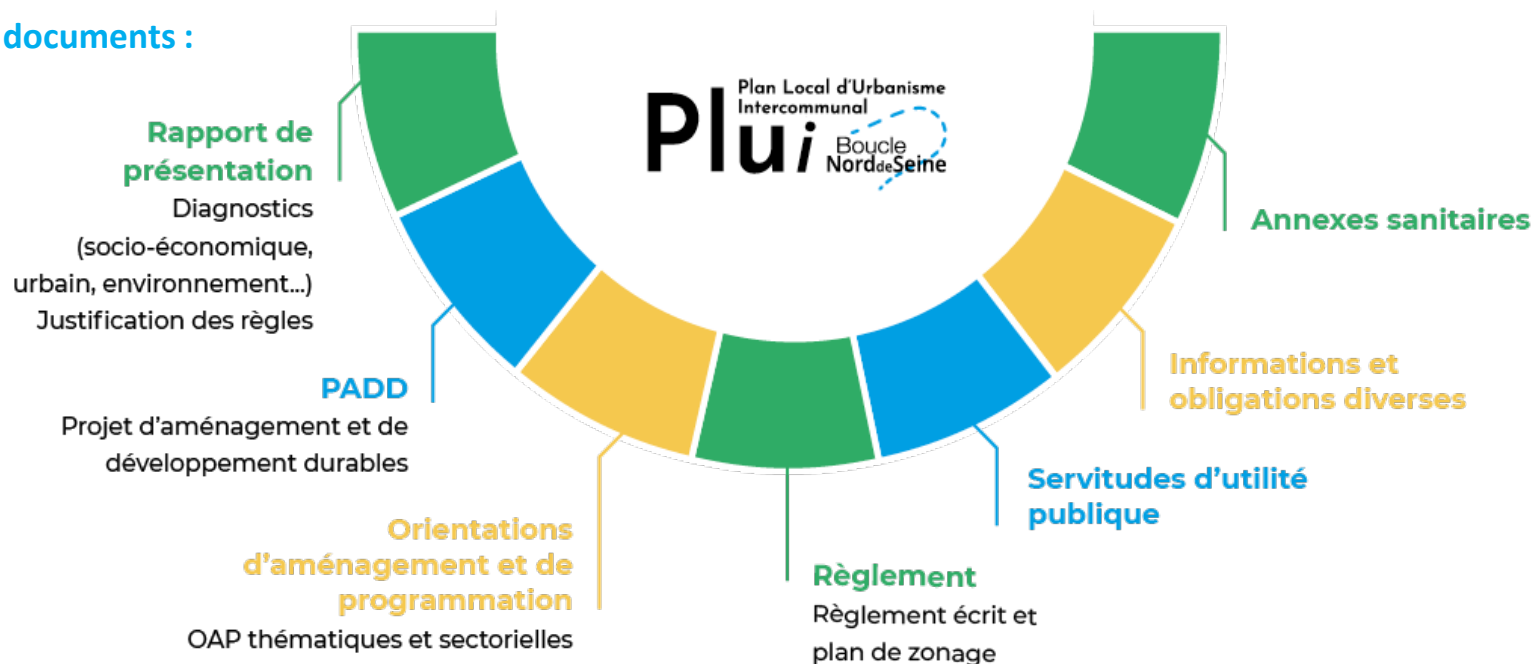 documents :
Plan Local d'Urbanisme
Intercommunal
Plui
Boucle
NorddeSeine
Rapport de
présentation
Diagnostics
(socio-économique,
urbain, environnement...)
Justification des règles
PADD
Projet d'aménagement et de
développement durables
Orientations
d'aménagement et de
programmation
OAP thématiques et sectorielles
Règlement
Règlement écrit et
plan de zonage
Servitudes d'utilité
publique
Informations et
obligations diverses
Annexes sanitaires